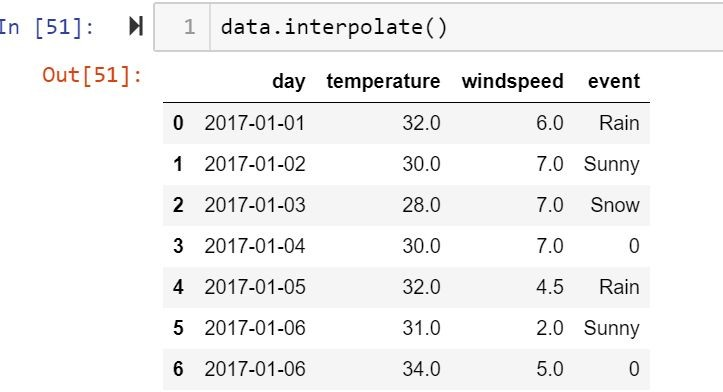 In [51]: 1 data.interpolate()
Out[51]:
day temperature windspeed event
0 2017-01-01 32.0 6.0 Rain
1 2017-01-02 30.0 7.0 Sunny
2 2017-01-03 28.0 7.0 Snow
3 2017-01-04 30.0 7.0 0
4 2017-01-05 32.0 4.5 Rain
5 2017-01-06 31.0 2.0 Sunny
6 2017-01-06 34.0 5.0 0